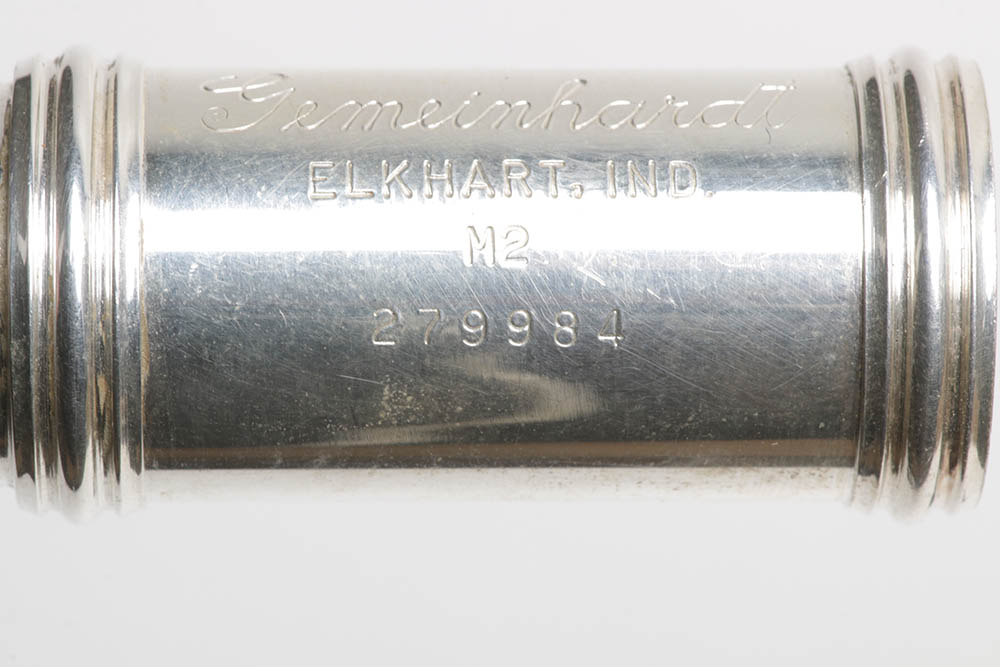 Gemeinhardt
ELKHART, IND.
M2
279984